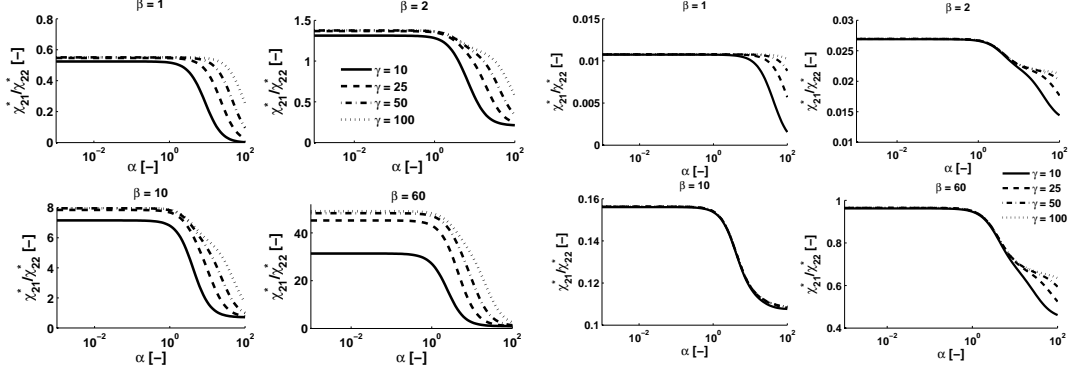 β = 1
0.8
0.6
0.4
0.2
0
χ*21/χ*22 [−]
10−2 100 102
α [−]
β = 2
1.5
1
0.5
0
χ*21/χ*22 [−]
γ = 10
γ = 25
γ = 50
γ = 100
10−2 100 102
α [−]
β = 1
0.015
0.01
0.005
0
χ*21/χ*22 [−]
10−2 100 102
α [−]
β = 2
0.03
0.025
0.02
0.015
0.01
χ*21/χ*22 [−]
10−2 100 102
α [−]
γ = 10
γ = 25
γ = 50
γ = 100
β = 10
8
6
4
2
0
χ*21/χ*22 [−]
10−2 100 102
α [−]
β = 60
40
20
0
χ*21/χ*22 [−]
10−2 100 102
α [−]
β = 10
0.16
0.14
0.12
0.1
χ*21/χ*22 [−]
10−2 100 102
α [−]
β = 60
1
0.8
0.6
0.4
χ*21/χ*22 [−]
10−2 100 102
α [−]